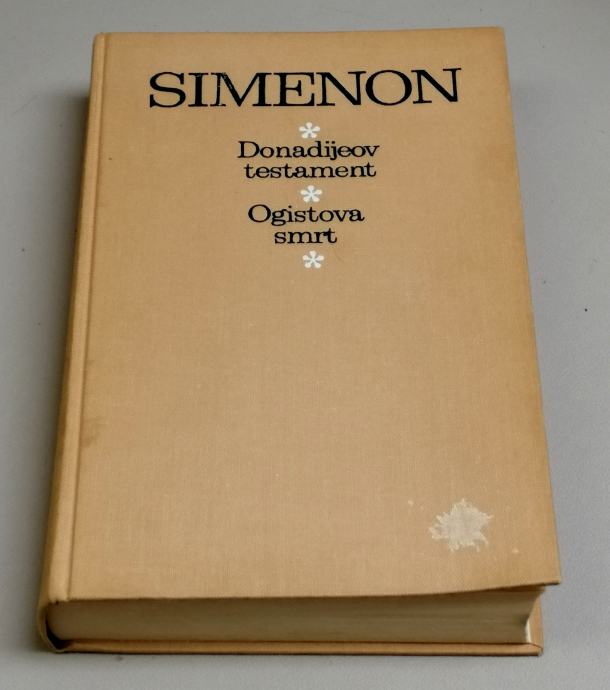 SIMENON
Donadijeov
testament
Ogistova
smrt